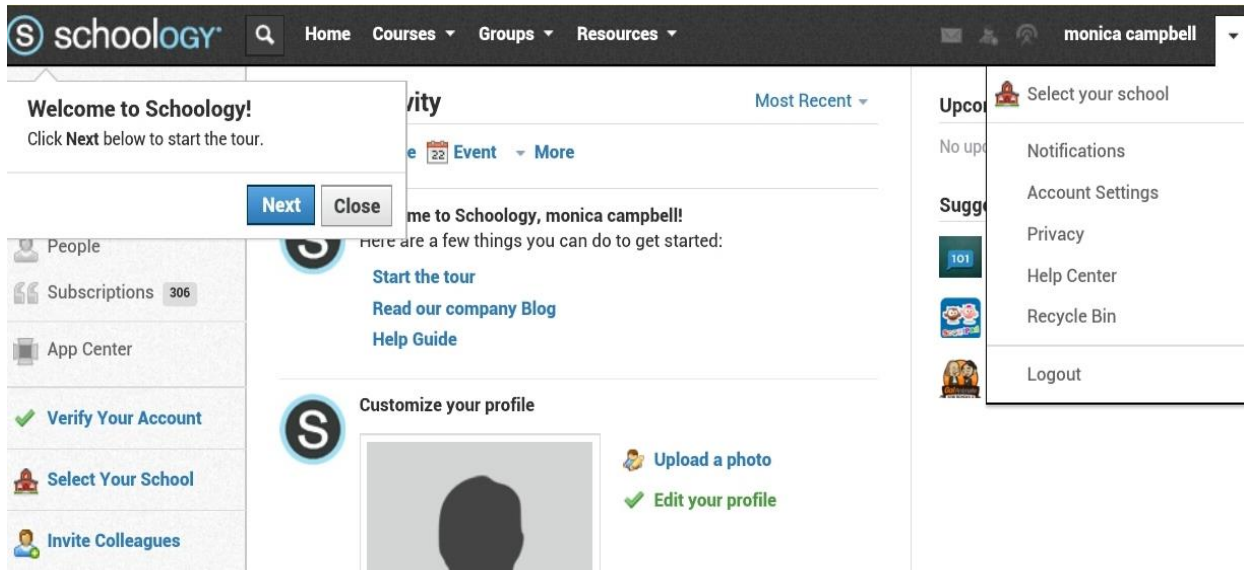 S schoology Home Courses Groups Resources monica campbell
Welcome to Schoology!
Click Next below to start the tour.
Next Close
People
Subscriptions 306
App Center
Verify Your Account
Select Your School
Invite Colleagues
vity Most Recent
e 22 Event More
me to Schoology, monica campbell!
Here are a few things you can do to get started:
Start the tour
Read our company Blog
Help Guide
S
Customize your profile
S
Upload a photo
Edit your profile
Upcor
No upc
Sugge
101
Select your school
Notifications
Account Settings
Privacy
Help Center
Recycle Bin
Logout